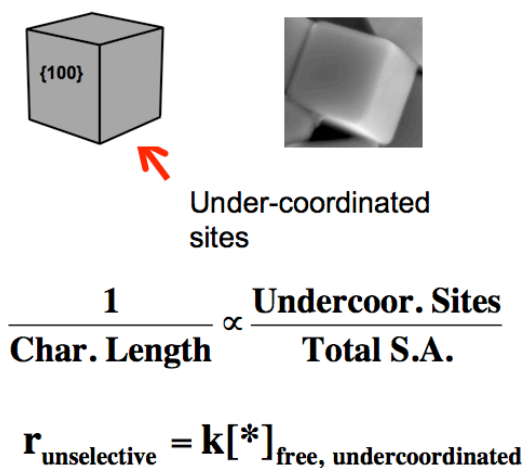 {100}
Under-coordinated
sites
1 / Char. Length ∝ Undercoor. Sites / Total S.A.
r_unselective = k[*]_free, undercoordinated